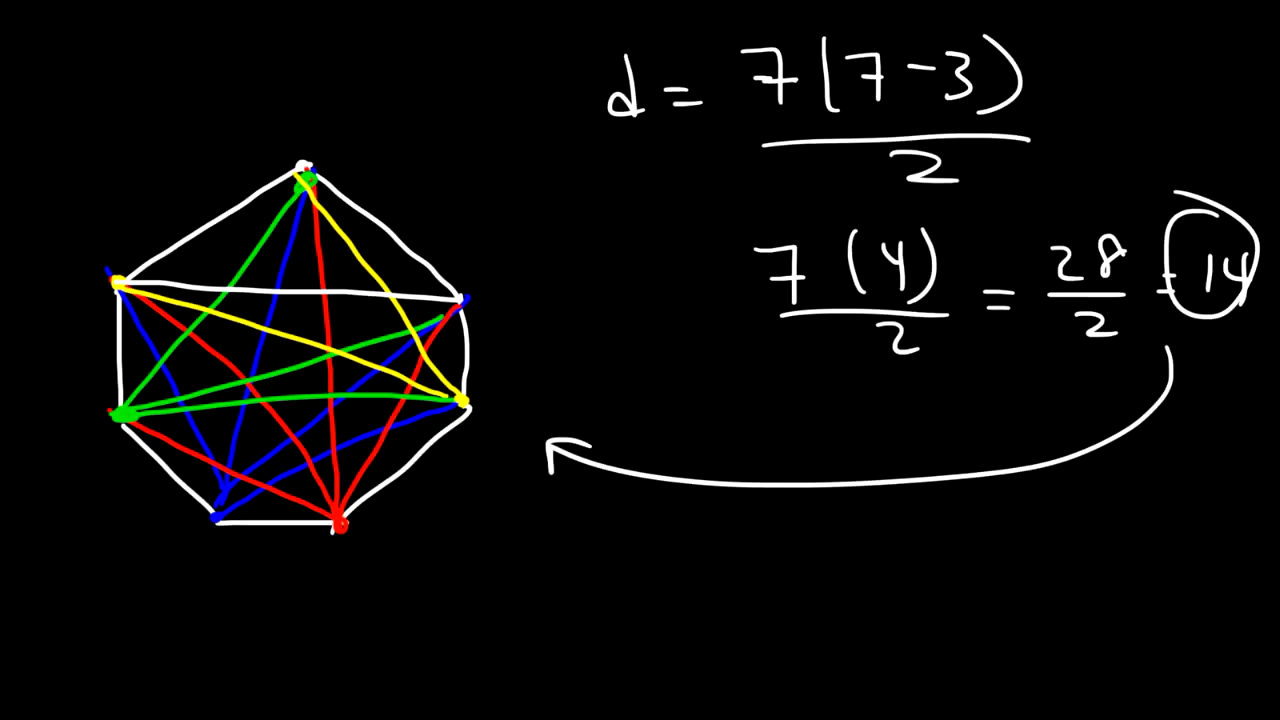 d = 7(7-3)
2
7(4) = 28 = 14
2 2